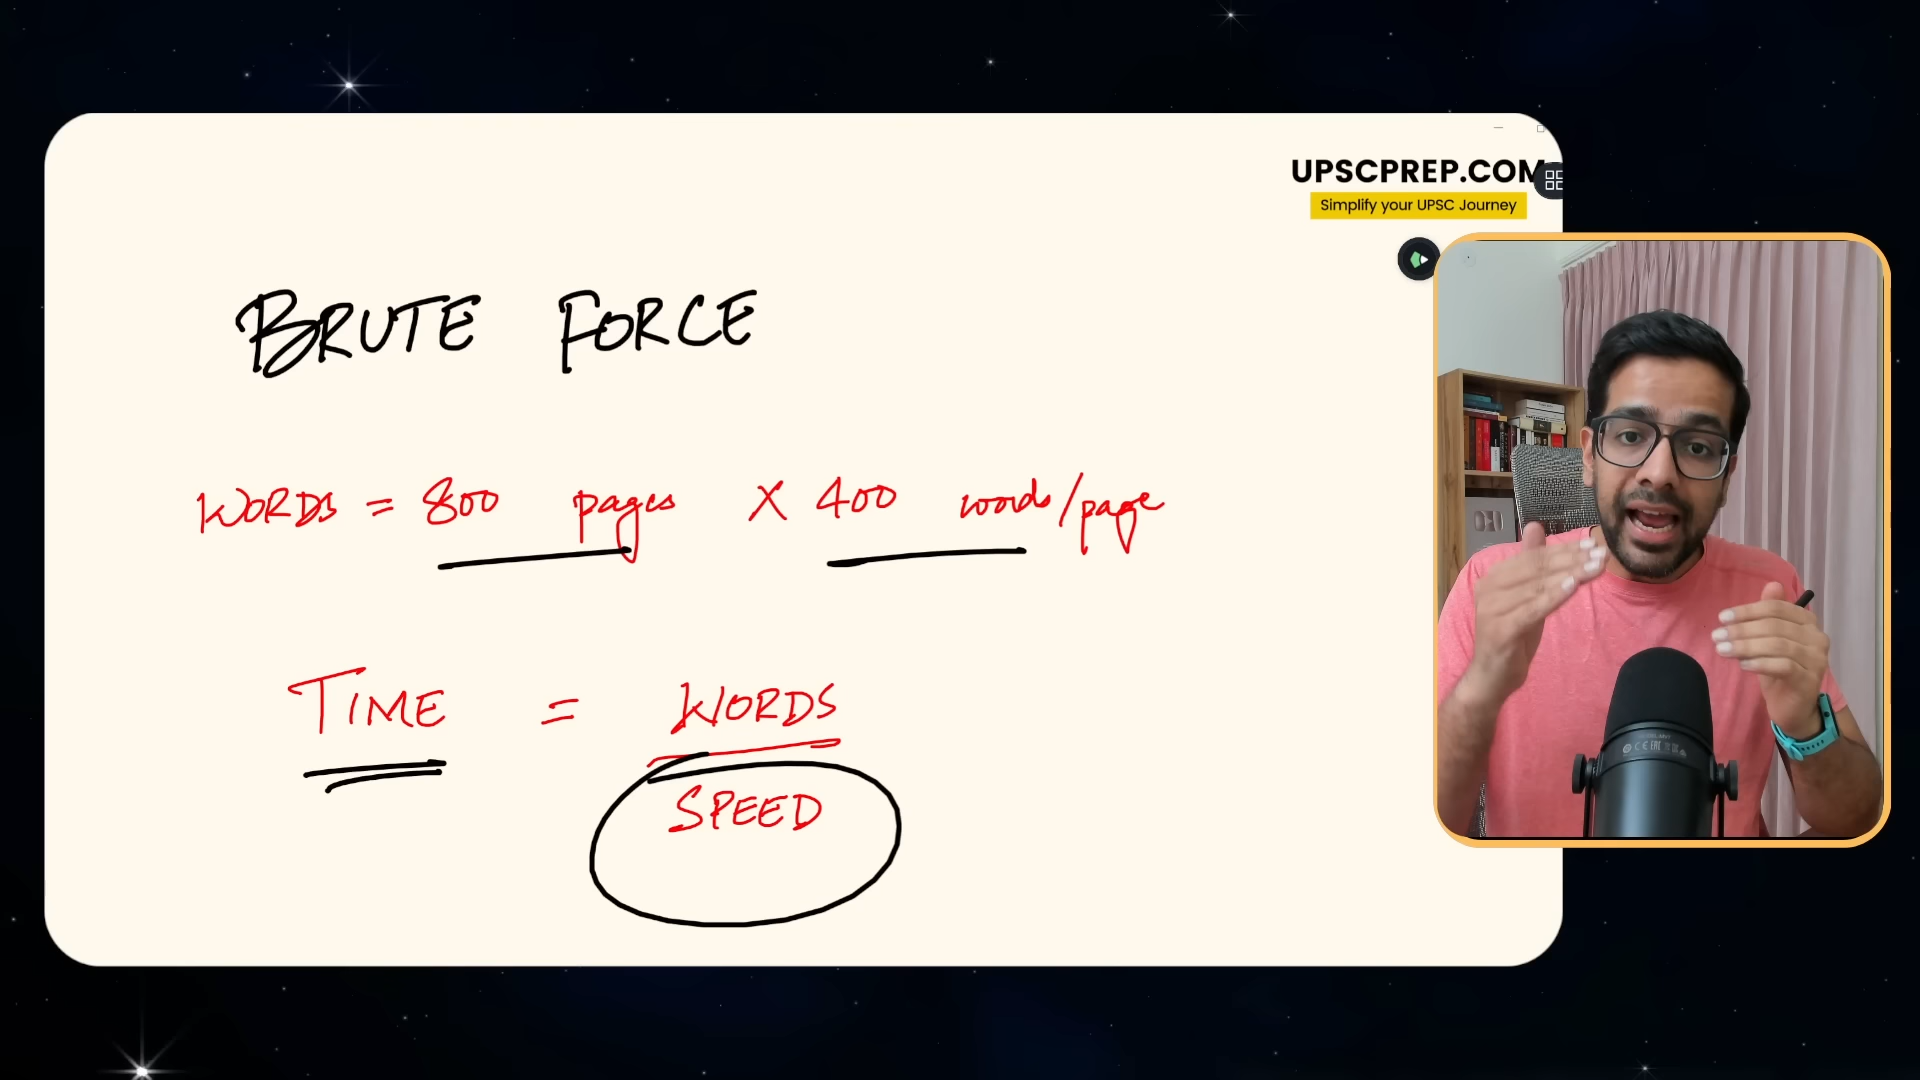 UPSCPREP.COM
Simplify your UPSC Journey
BRUTE FORCE
WORDS = 800 pages X 400 words/page
TIME = WORDS
SPEED